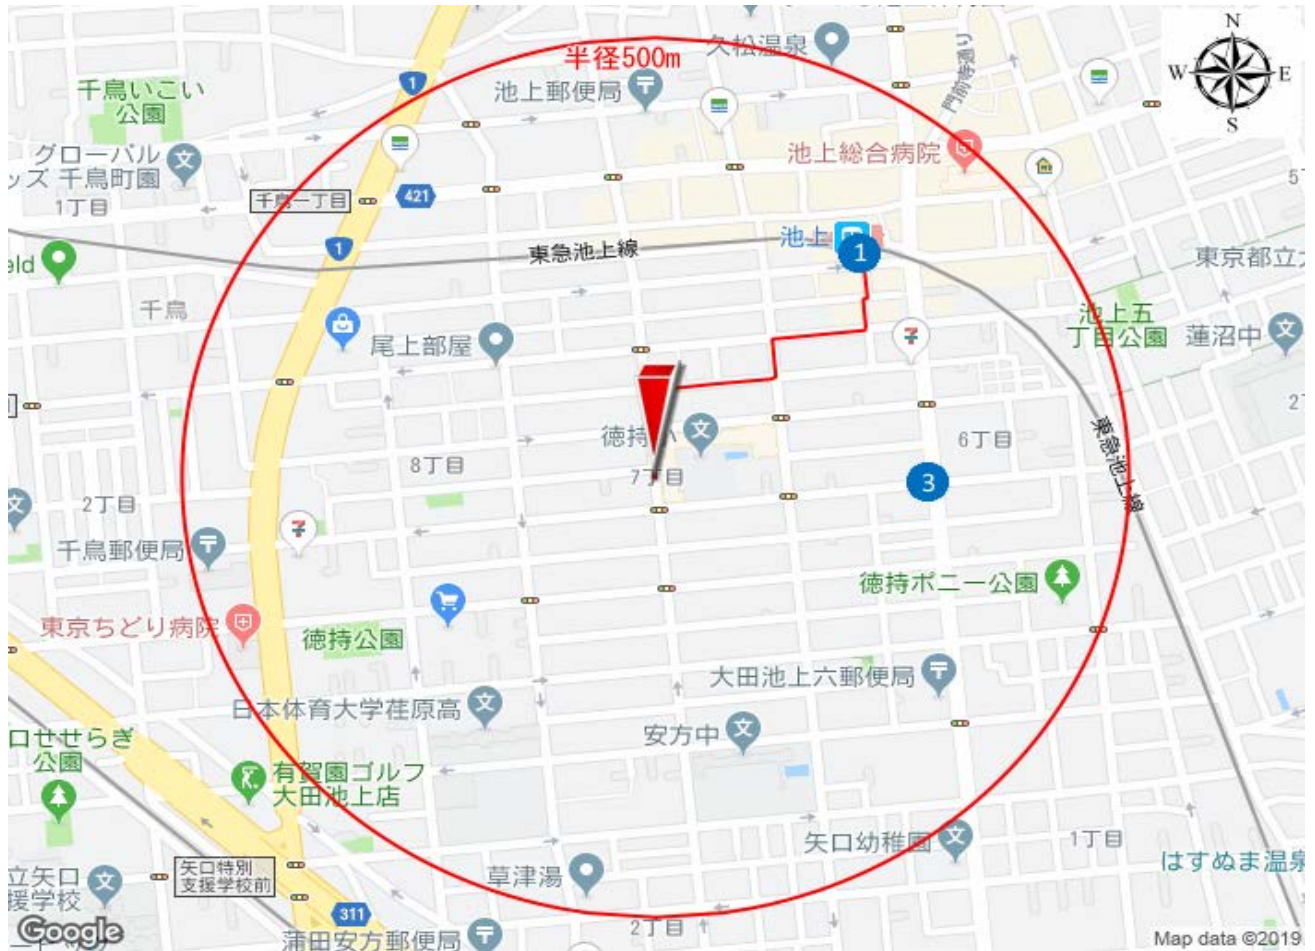 半径500m
久松温泉
門前寺通り
N
W
E
S
千鳥いこい
公園
1
池上郵便局
池上総合病院
グローバル
ッズ 千鳥町園
1丁目
千鳥一丁目
421
1
東急池上線
池上
1
東京都立大
池上五
丁目公園
蓮沼中
千鳥
尾上部屋
徳持小
7丁目
8丁目
6丁目
3
東急池上線
2丁目
千鳥郵便局
徳持ポニー公園
東京ちどり病院
徳持公園
大田池上六郵便局
日本体育大学荏原高
安方中
口せせらぎ
公園
有賀園ゴルフ
大田池上店
矢口幼稚園
1丁目
はすぬま温泉
矢口特別
支援学校前
立矢口
援学校
草津湯
311
2丁目
蒲田安方郵便局
Google
Map data ©2019